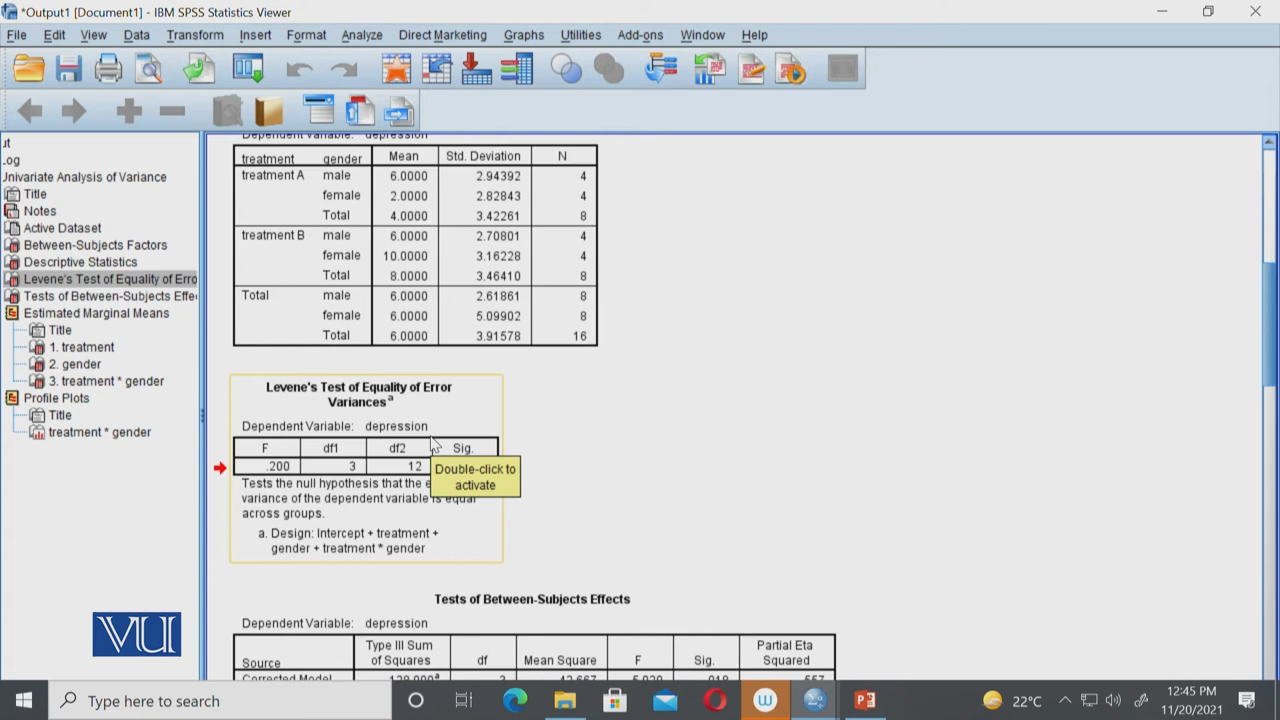 *Output1 [Document1] - IBM SPSS Statistics Viewer
File Edit View Data Transform Insert Format Analyze Direct Marketing Graphs Utilities Add-ons Window Help
ut
.og
Jnivariate Analysis of Variance
Title
Notes
Active Dataset
Between-Subjects Factors
Descriptive Statistics
Levene's Test of Equality of Erro
Tests of Between-Subjects Effe
Estimated Marginal Means
Title
1. treatment
2. gender
3. treatment * gender
Profile Plots
Title
treatment * gender
Dependent Variable: depression
treatment gender Mean Std. Deviation N
treatment A male 6.0000 2.94392 4
female 2.0000 2.82843 4
Total 4.0000 3.42261 8
treatment B male 6.0000 2.70801 4
female 10.0000 3.16228 4
Total 8.0000 3.46410 8
Total male 6.0000 2.61861 8
female 6.0000 5.09902 8
Total 6.0000 3.91578 16
Levene's Test of Equality of Error
Variances a
Dependent Variable: depression
F df1 df2 Sig.
.200 3 12
Double-click to
activate
Tests the null hypothesis that the e
variance of the dependent variable is equal
across groups.
a. Design: Intercept + treatment +
gender + treatment * gender
Tests of Between-Subjects Effects
Dependent Variable: depression
Source Type III Sum of Squares df Mean Square F Sig. Partial Eta Squared
Corrected Model
VU
Type here to search
W
22°C
12:45 PM
11/20/2021